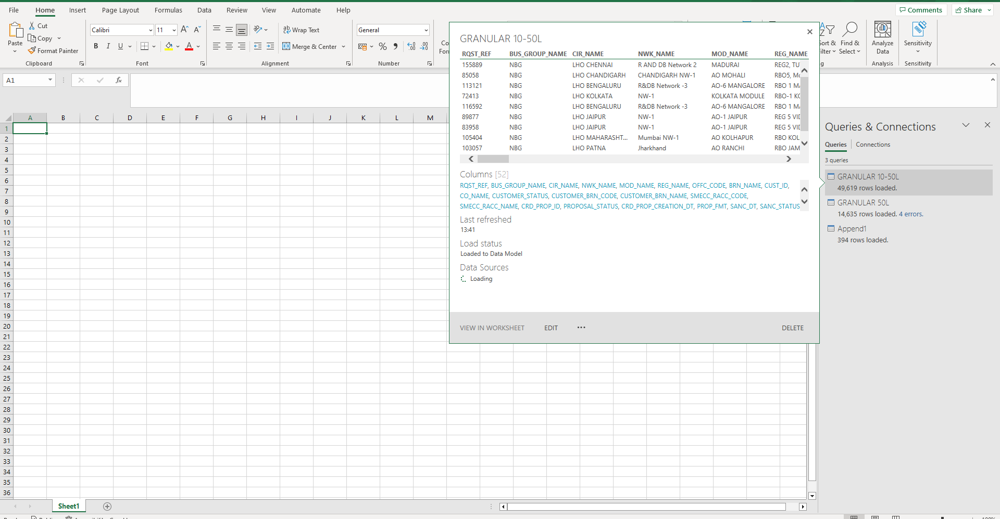 File Home Insert Page Layout Formulas Data Review View Automate Help Comments Share
Paste
Cut
Copy
Format Painter
Clipboard
Calibri 11
B I U
Font
Wrap Text
Merge & Center
Alignment
General
Number
Find & Select
Analyze Data
Analysis
Sensitivity
Sensitivity
A1
fx
A B C D E F G H I J K L M
1
2
3
4
5
6
7
8
9
10
11
12
13
14
15
16
17
18
19
20
21
22
23
24
25
26
27
28
29
30
31
32
33
34
35
36
GRANULAR 10-50L
RQST_REF BUS_GROUP_NAME CIR_NAME NWK_NAME MOD_NAME REG_NAME
155889 NBG LHO CHENNAI R AND DB Network 2 MADURAI REG2, TU
85058 NBG LHO CHANDIGARH CHANDIGARH NW-1 AO MOHALI RBO5, Mo
113121 NBG LHO BENGALURU R&DB Network -3 AO-6 MANGALORE RBO 1 MA
72413 NBG LHO KOLKATA NW-1 KOLKATA MODULE RBO-1 KO
116592 NBG LHO BENGALURU R&DB Network -3 AO-6 MANGALORE RBO 1 MA
89877 NBG LHO JAIPUR NW-1 AO-1 JAIPUR REG 5 VID
83958 NBG LHO JAIPUR NW-1 AO-1 JAIPUR REG 5 VID
105404 NBG LHO MAHARASHT... Mumbai NW-1 AO KOLHAPUR RBO KOL
103057 NBG LHO PATNA Jharkhand AO RANCHI RBO JAM
Columns [52]
RQST_REF, BUS_GROUP_NAME, CIR_NAME, NWK_NAME, MOD_NAME, REG_NAME, OFFC_CODE, BRN_NAME, CUST_ID,
CO_NAME, CUSTOMER_STATUS, CUSTOMER_BRN_CODE, CUSTOMER_BRN_NAME, SMECC_RACC_CODE,
SMECC_RACC_NAME, CRD_PROP_ID, PROPOSAL_STATUS, CRD_PROP_CREATION_DT, PROP_FMT, SANC_DT, SANC_STATUS
Last refreshed
13:41
Load status
Loaded to Data Model
Data Sources
Loading
VIEW IN WORKSHEET EDIT ... DELETE
Queries & Connections
Queries Connections
3 queries
GRANULAR 10-50L
49,619 rows loaded.
GRANULAR 50L
14,635 rows loaded. 4 errors.
Append1
394 rows loaded.
Sheet1